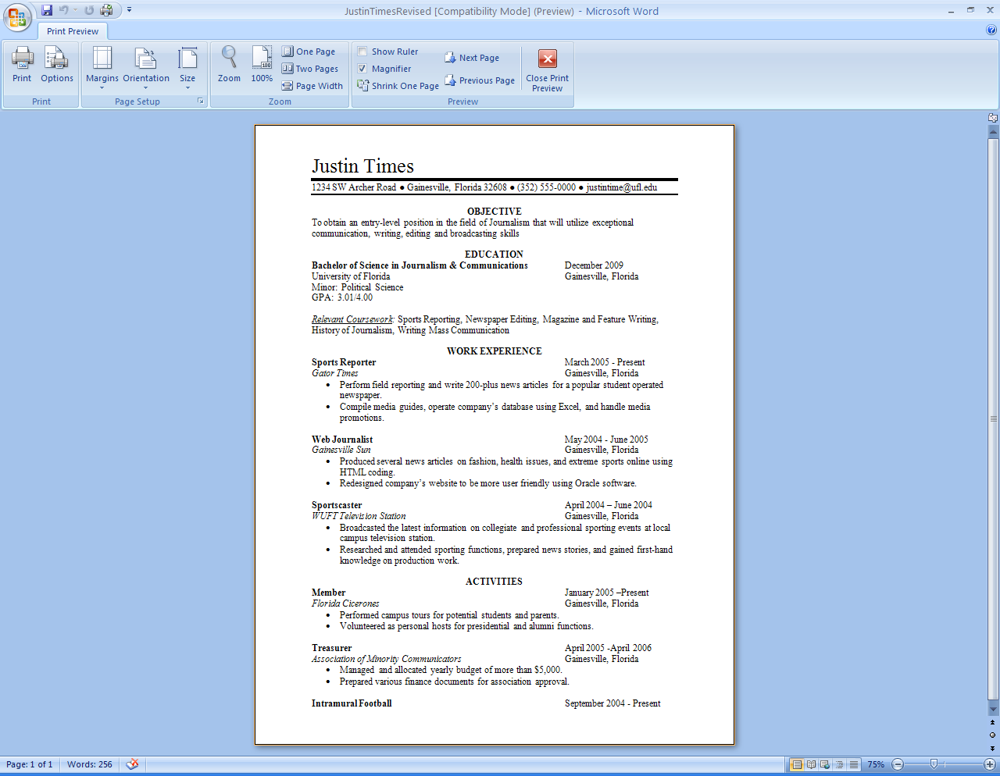 JustinTimesRevised [Compatibility Mode] (Preview) - Microsoft Word
Print Preview
Print
Options
Print
Margins
Orientation
Size
Page Setup
Zoom
100
100%
One Page
Two Pages
Page Width
Zoom
Show Ruler
Magnifier
Shrink One Page
Next Page
Previous Page
Preview
Close Print
Preview
Justin Times
1234 SW Archer Road ● Gainesville, Florida 32608 ● (352) 555-0000 ● justintime@ufl.edu
OBJECTIVE
To obtain an entry-level position in the field of Journalism that will utilize exceptional
communication, writing, editing and broadcasting skills
EDUCATION
Bachelor of Science in Journalism & Communications December 2009
University of Florida Gainesville, Florida
Minor: Political Science
GPA: 3.01/4.00
Relevant Coursework: Sports Reporting, Newspaper Editing, Magazine and Feature Writing,
History of Journalism, Writing Mass Communication
WORK EXPERIENCE
Sports Reporter March 2005 - Present
Gator Times Gainesville, Florida
• Perform field reporting and write 200-plus news articles for a popular student operated
newspaper.
• Compile media guides, operate company's database using Excel, and handle media
promotions.
Web Journalist May 2004 - June 2005
Gainesville Sun Gainesville, Florida
• Produced several news articles on fashion, health issues, and extreme sports online using
HTML coding.
• Redesigned company's website to be more user friendly using Oracle software.
Sportscaster April 2004 – June 2004
WUFT Television Station Gainesville, Florida
• Broadcasted the latest information on collegiate and professional sporting events at local
campus television station.
• Researched and attended sporting functions, prepared news stories, and gained first-hand
knowledge on production work.
ACTIVITIES
Member January 2005 –Present
Florida Cicerones Gainesville, Florida
• Performed campus tours for potential students and parents.
• Volunteered as personal hosts for presidential and alumni functions.
Treasurer April 2005 -April 2006
Association of Minority Communicators Gainesville, Florida
• Managed and allocated yearly budget of more than $5,000.
• Prepared various finance documents for association approval.
Intramural Football September 2004 - Present
Page: 1 of 1 Words: 256 75%